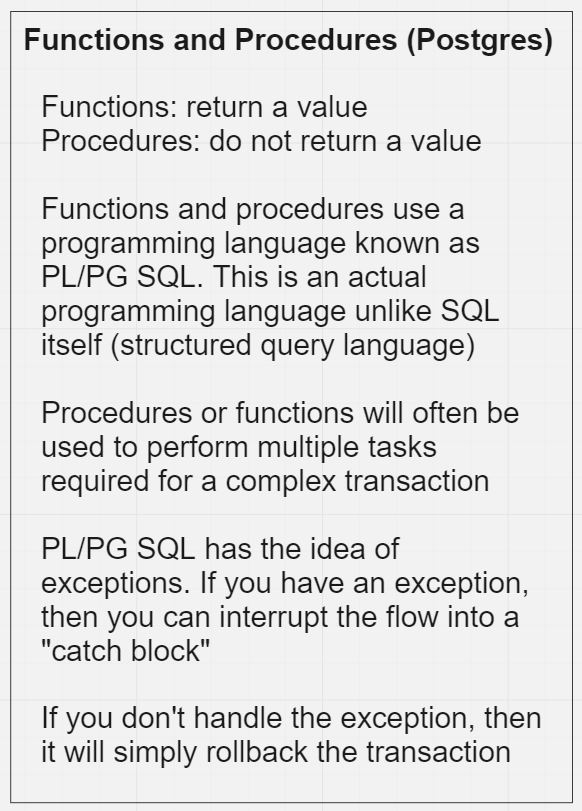 Functions and Procedures (Postgres)
Functions: return a value
Procedures: do not return a value
Functions and procedures use a
programming language known as
PL/PG SQL. This is an actual
programming language unlike SQL
itself (structured query language)
Procedures or functions will often be
used to perform multiple tasks
required for a complex transaction
PL/PG SQL has the idea of
exceptions. If you have an exception,
then you can interrupt the flow into a
"catch block"
If you don't handle the exception, then
it will simply rollback the transaction